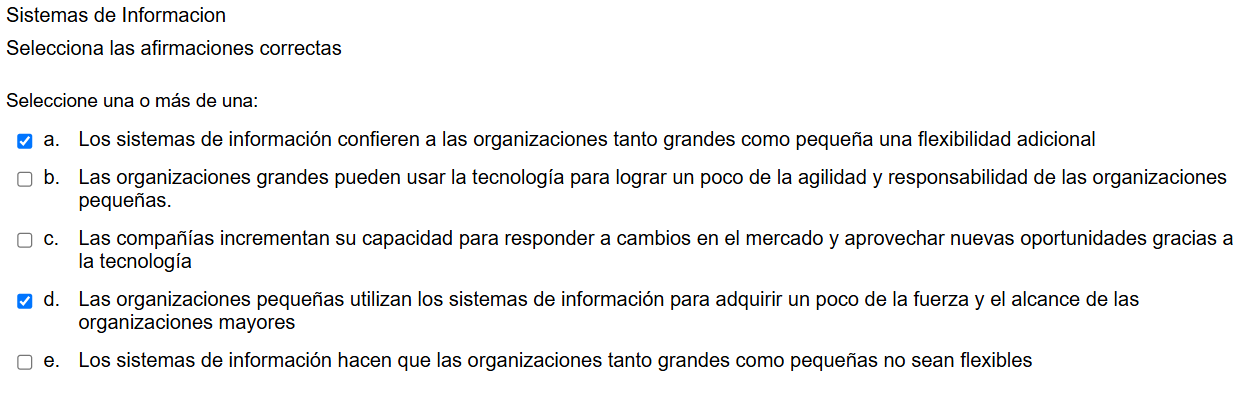 Sistemas de Informacion
Selecciona las afirmaciones correctas
Seleccione una o más de una:
a. Los sistemas de información confieren a las organizaciones tanto grandes como pequeña una flexibilidad adicional
b. Las organizaciones grandes pueden usar la tecnología para lograr un poco de la agilidad y responsabilidad de las organizaciones
pequeñas.
c. Las compañías incrementan su capacidad para responder a cambios en el mercado y aprovechar nuevas oportunidades gracias a
la tecnología
d. Las organizaciones pequeñas utilizan los sistemas de información para adquirir un poco de la fuerza y el alcance de las
organizaciones mayores
e. Los sistemas de información hacen que las organizaciones tanto grandes como pequeñas no sean flexibles